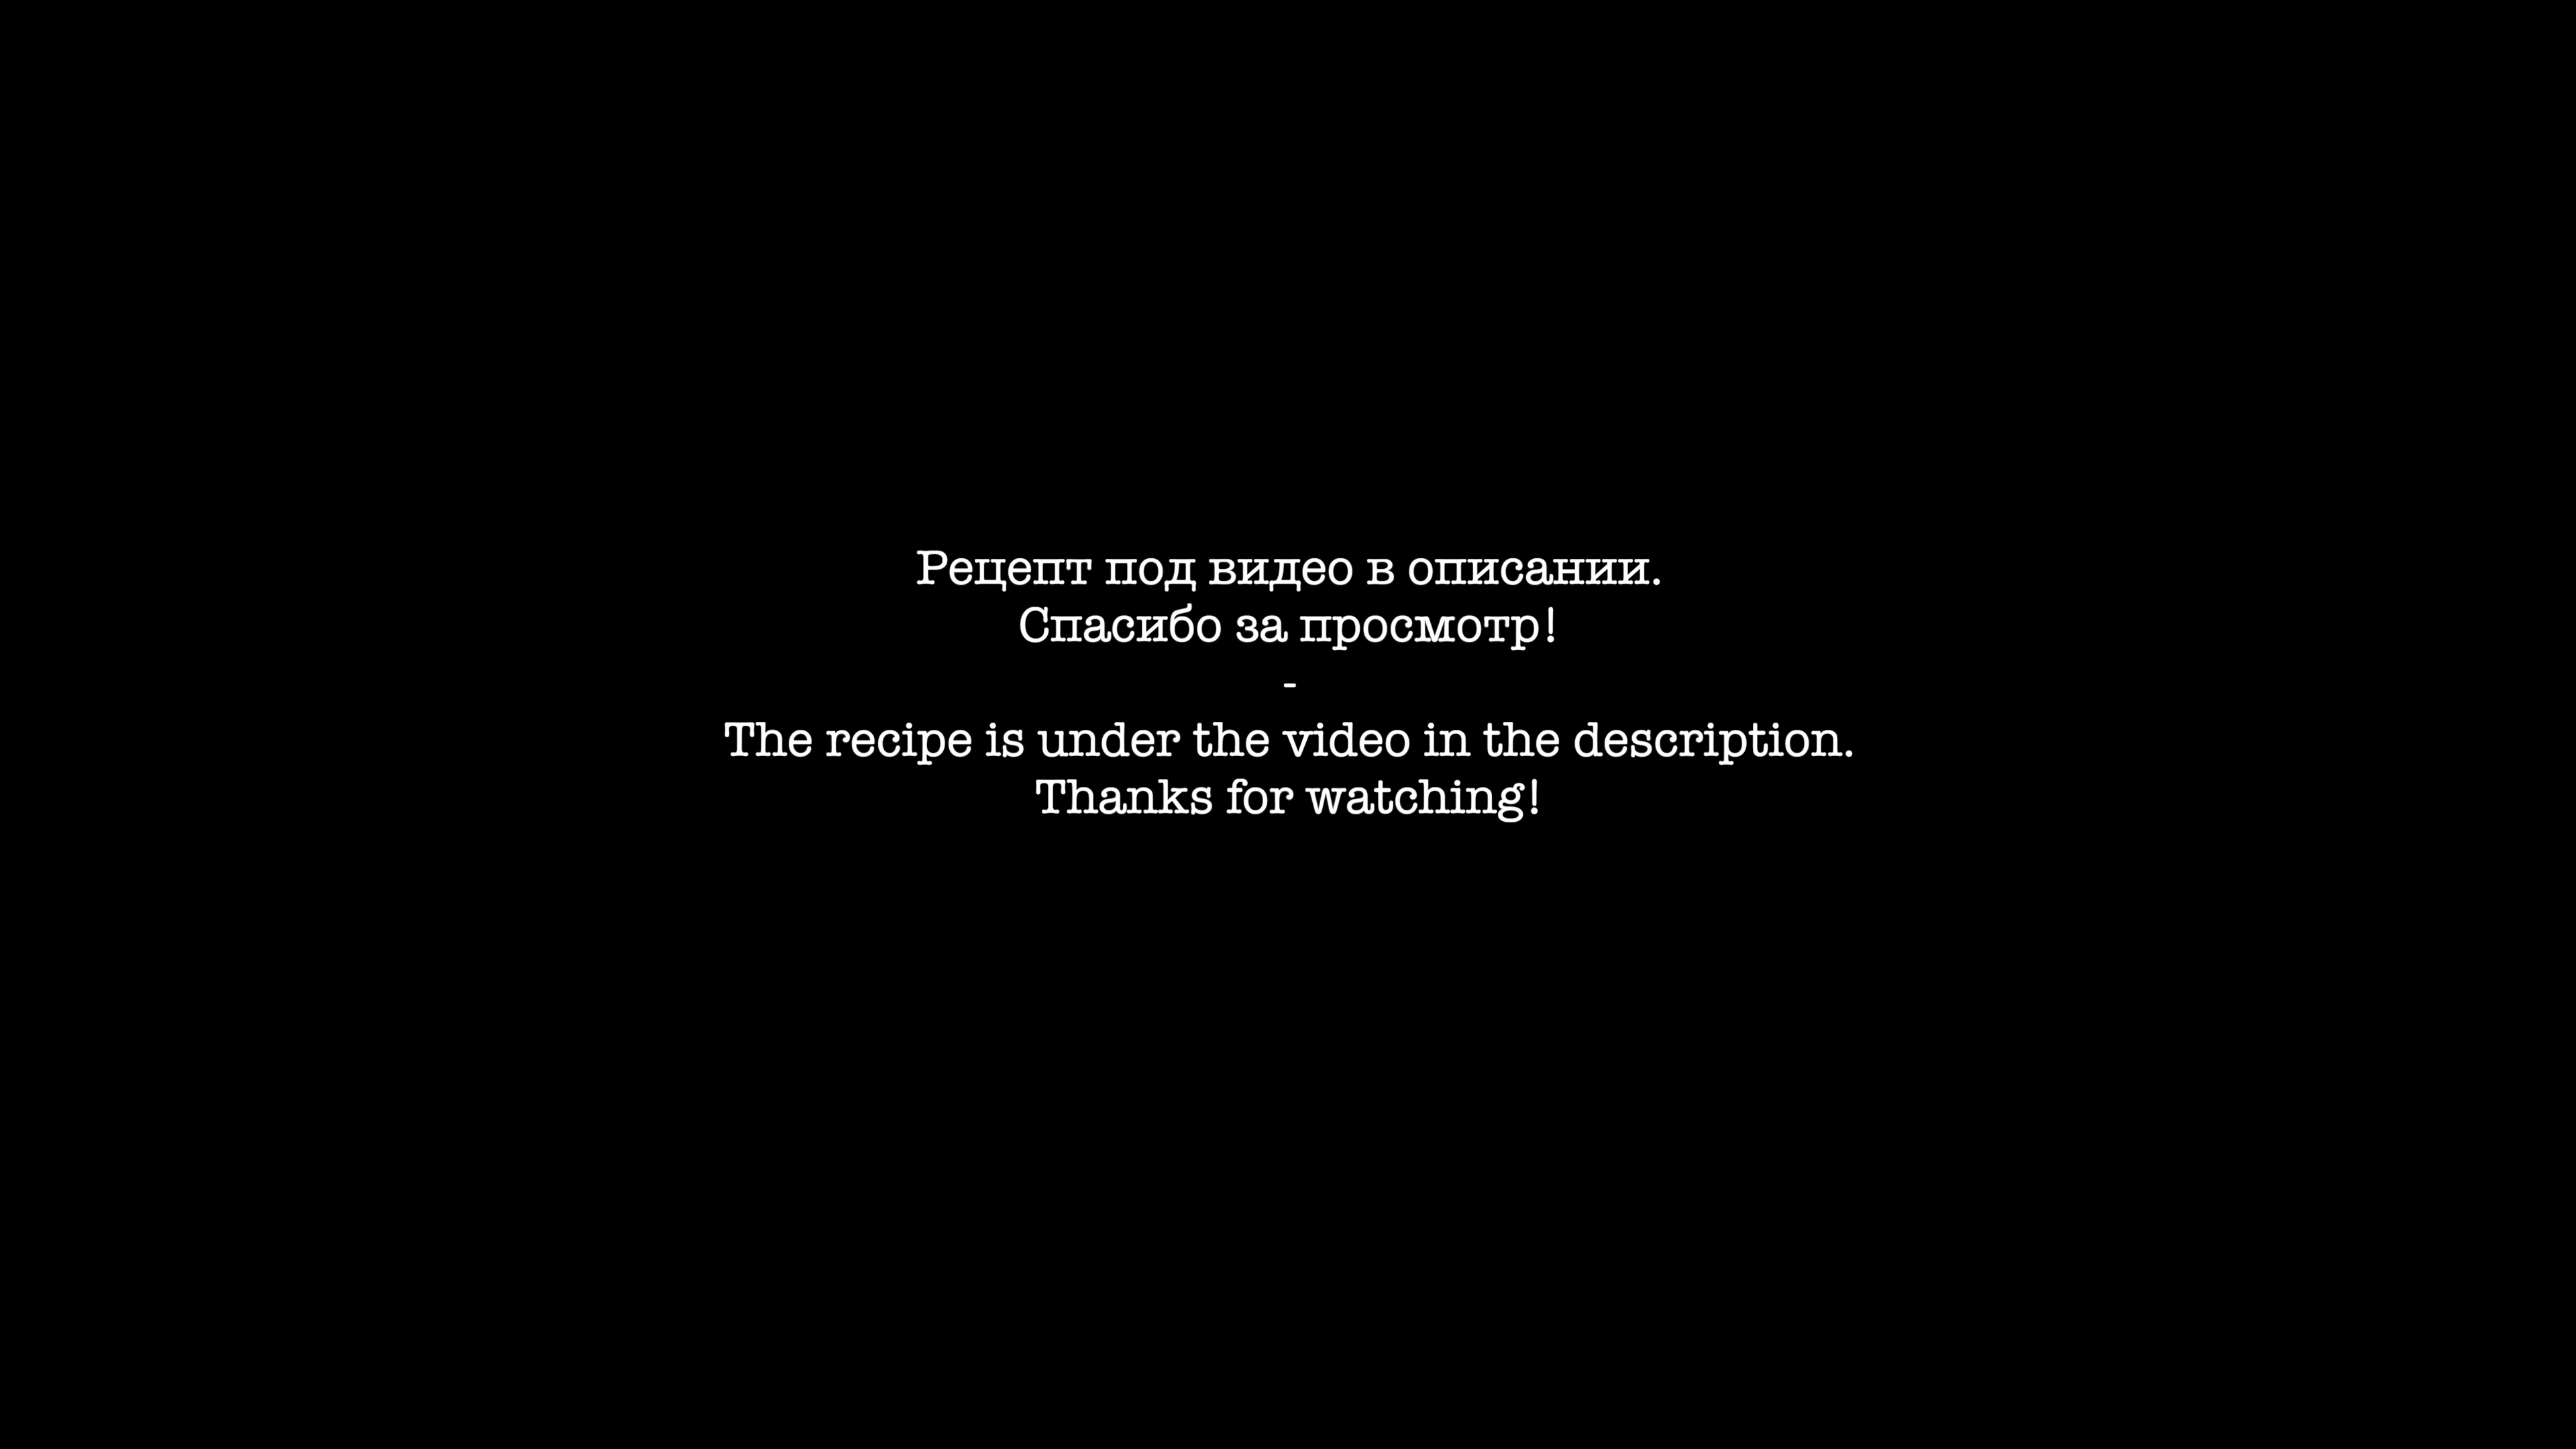 Рецепт под видео в описании.
Спасибо за просмотр!
-
The recipe is under the video in the description.
Thanks for watching!